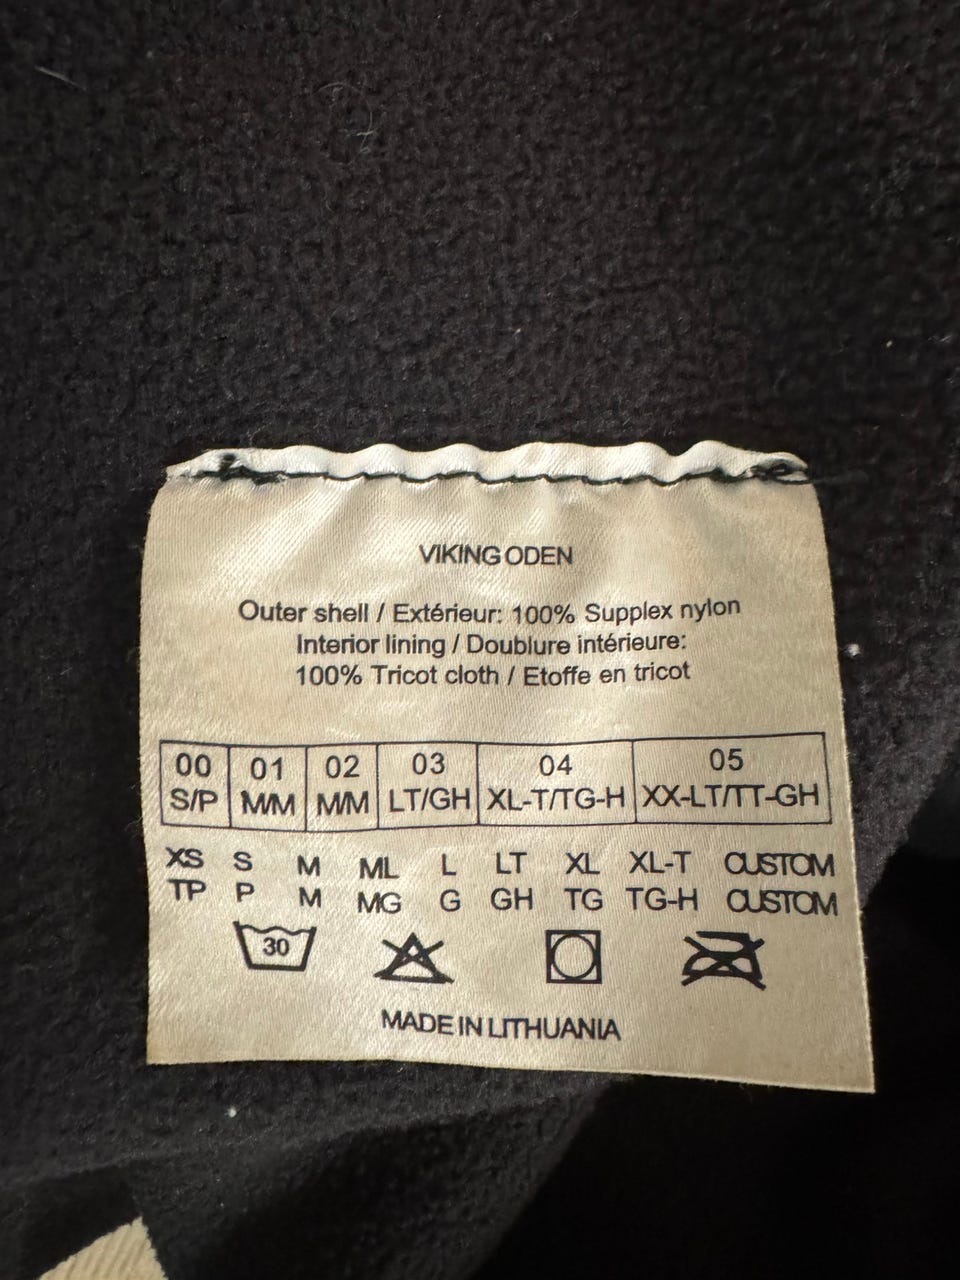 VIKING ODEN
Outer shell / Extérieur: 100% Supplex nylon
Interior lining / Doublure intérieure:
100% Tricot cloth / Etoffe en tricot
00 01 02 03 04 05
S/P M/M M/M LT/GH XL-T/TG-H XX-LT/TT-GH
XS S M ML L LT XL XL-T CUSTOM
TP P M MG G GH TG TG-H CUSTOM
30
MADE IN LITHUANIA